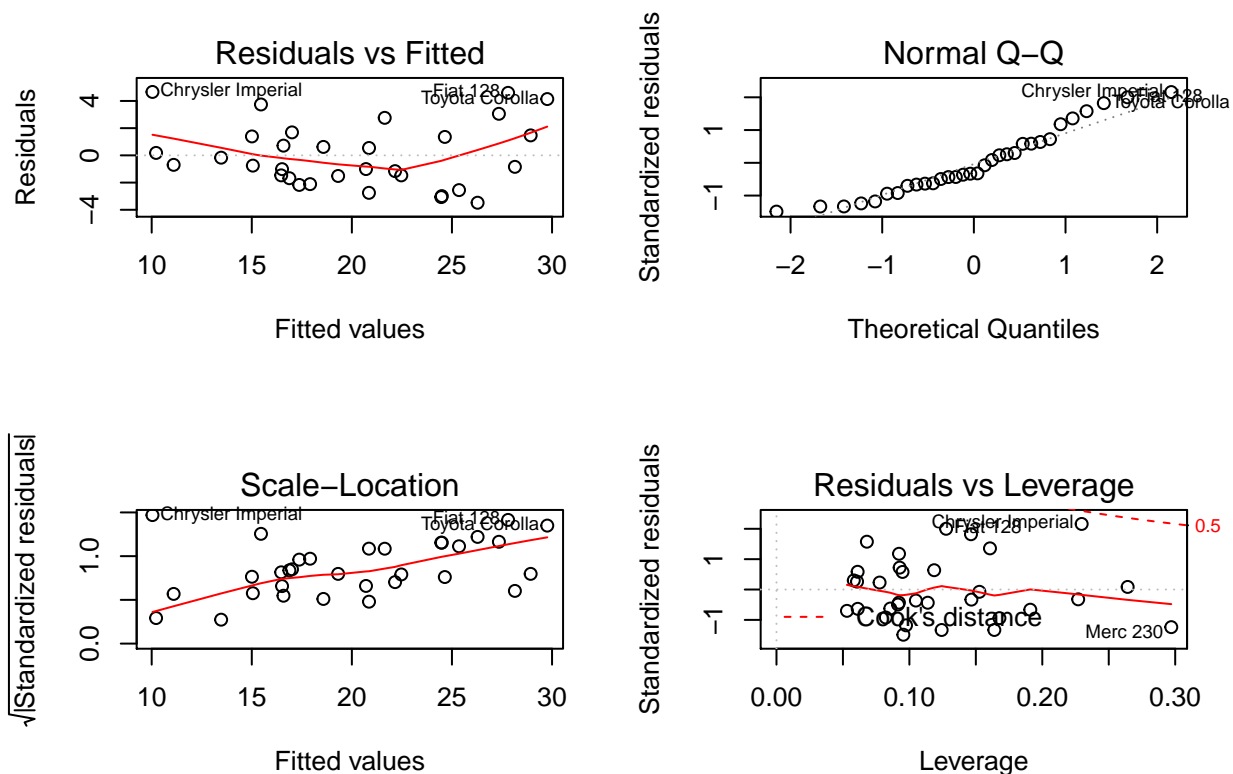 Residuals vs Fitted
Residuals
4
0
−4
Chrysler Imperial
Fiat 128
Toyota Corolla
10 15 20 25 30
Fitted values
Normal Q−Q
Standardized residuals
1
−1
Chrysler Imperial
Fiat 128
Toyota Corolla
−2 −1 0 1 2
Theoretical Quantiles
Scale−Location
√|Standardized residuals|
1.0
0.0
Chrysler Imperial
Fiat 128
Toyota Corolla
10 15 20 25 30
Fitted values
Residuals vs Leverage
Standardized residuals
1
−1
Chrysler Imperial
Fiat 128
0.5
Cook's distance
Merc 230
0.00 0.10 0.20 0.30
Leverage